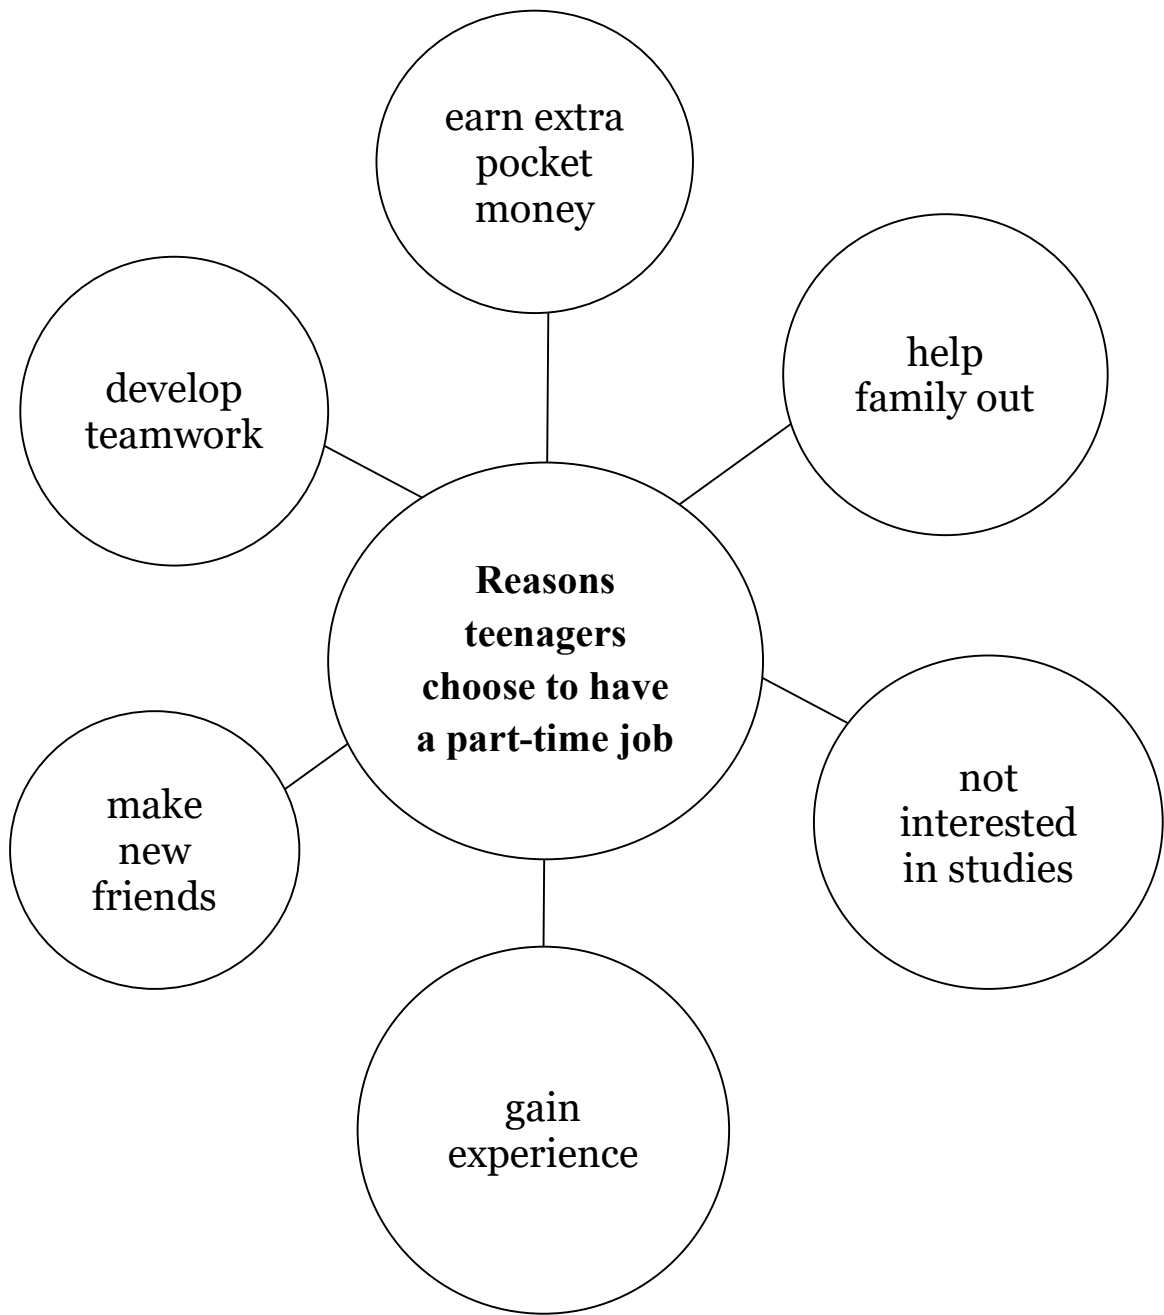 earn extra
pocket
money
help
family out
develop
teamwork
Reasons
teenagers
choose to have
a part-time job
not
interested
in studies
make
new
friends
gain
experience